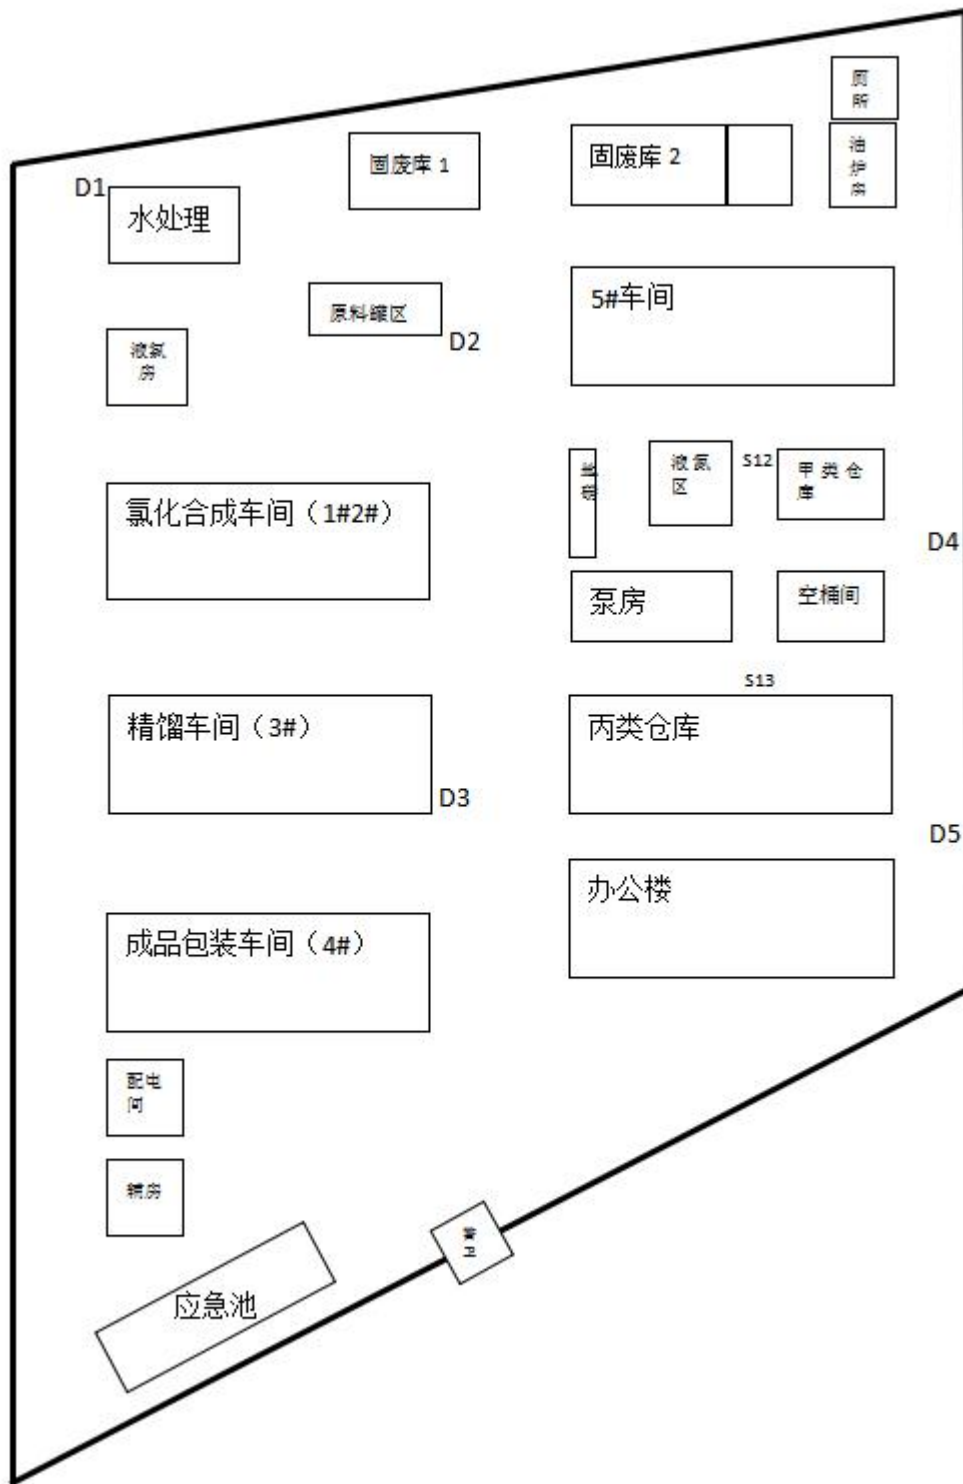 厕
所
固废库 1
固废库 2
油
炉
房
D1
水处理
5#车间
原料罐区
D2
液氯
房
液氮
区
S12
甲类仓
库
氯化合成车间（1#2#）
D4
泵房
空桶间
S13
精馏车间（3#）
丙类仓库
D3
D5
办公楼
成品包装车间（4#）
配电
间
辅房
应急池